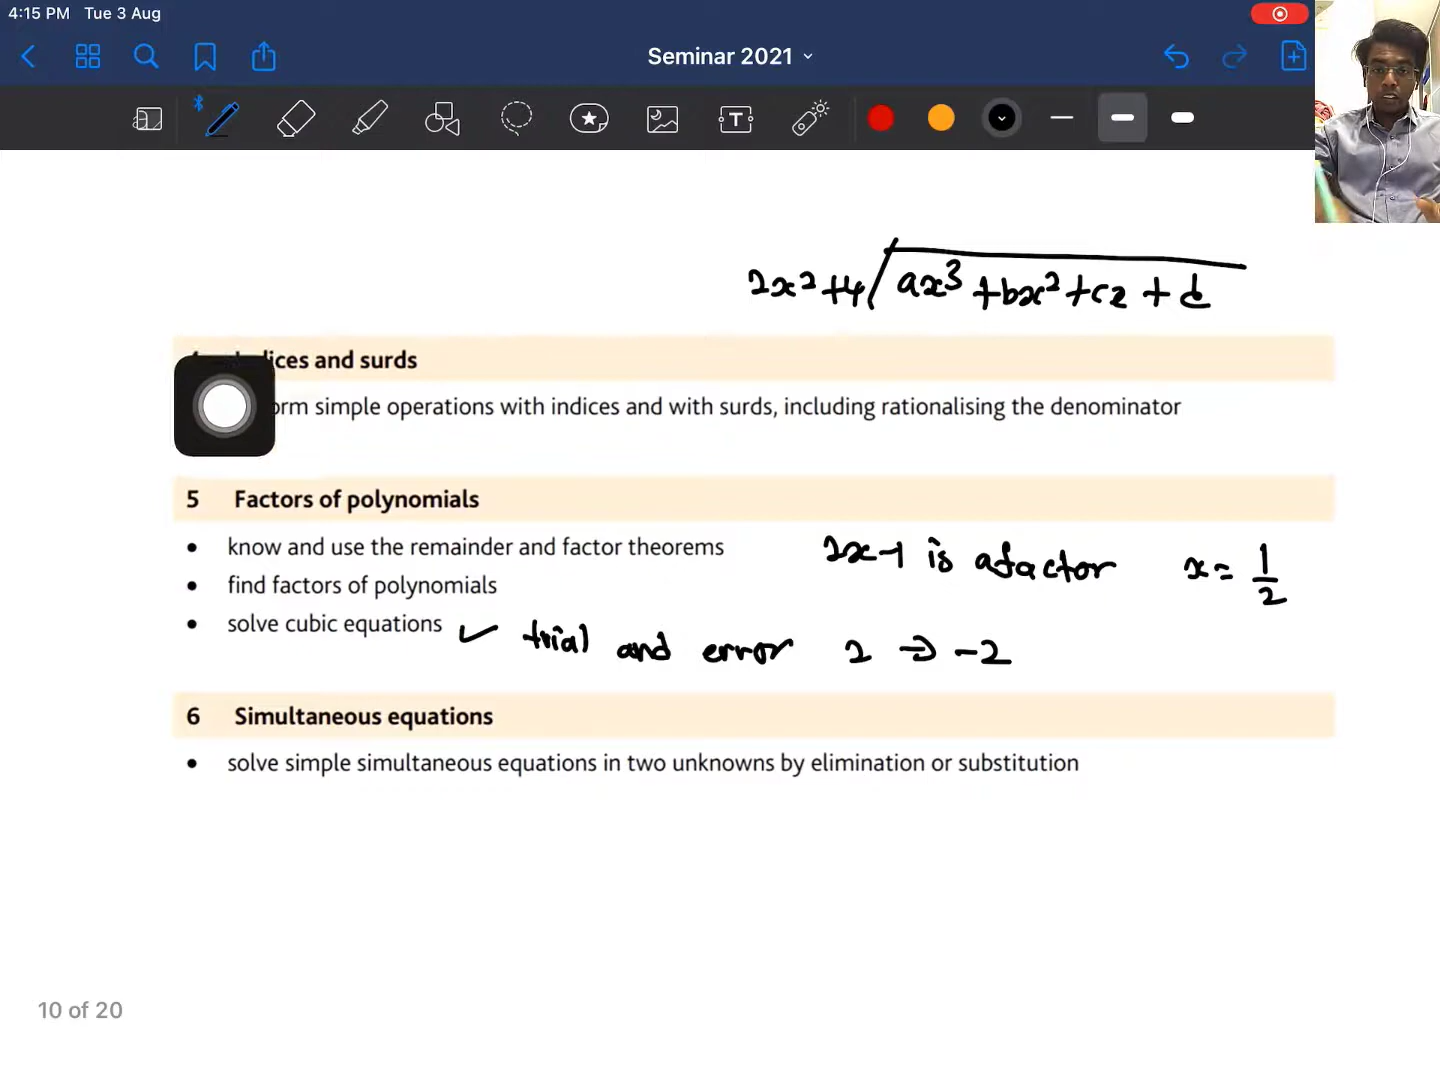 4:15 PM Tue 3 Aug
Seminar 2021
T
2x2+4 ax3 +bx2 +cx + d
dices and surds
orm simple operations with indices and with surds, including rationalising the denominator
5 Factors of polynomials
• know and use the remainder and factor theorems
2x-1 is a factor x = 1/2
• find factors of polynomials
• solve cubic equations ✓ trial and error 2 → -2
6 Simultaneous equations
• solve simple simultaneous equations in two unknowns by elimination or substitution
10 of 20